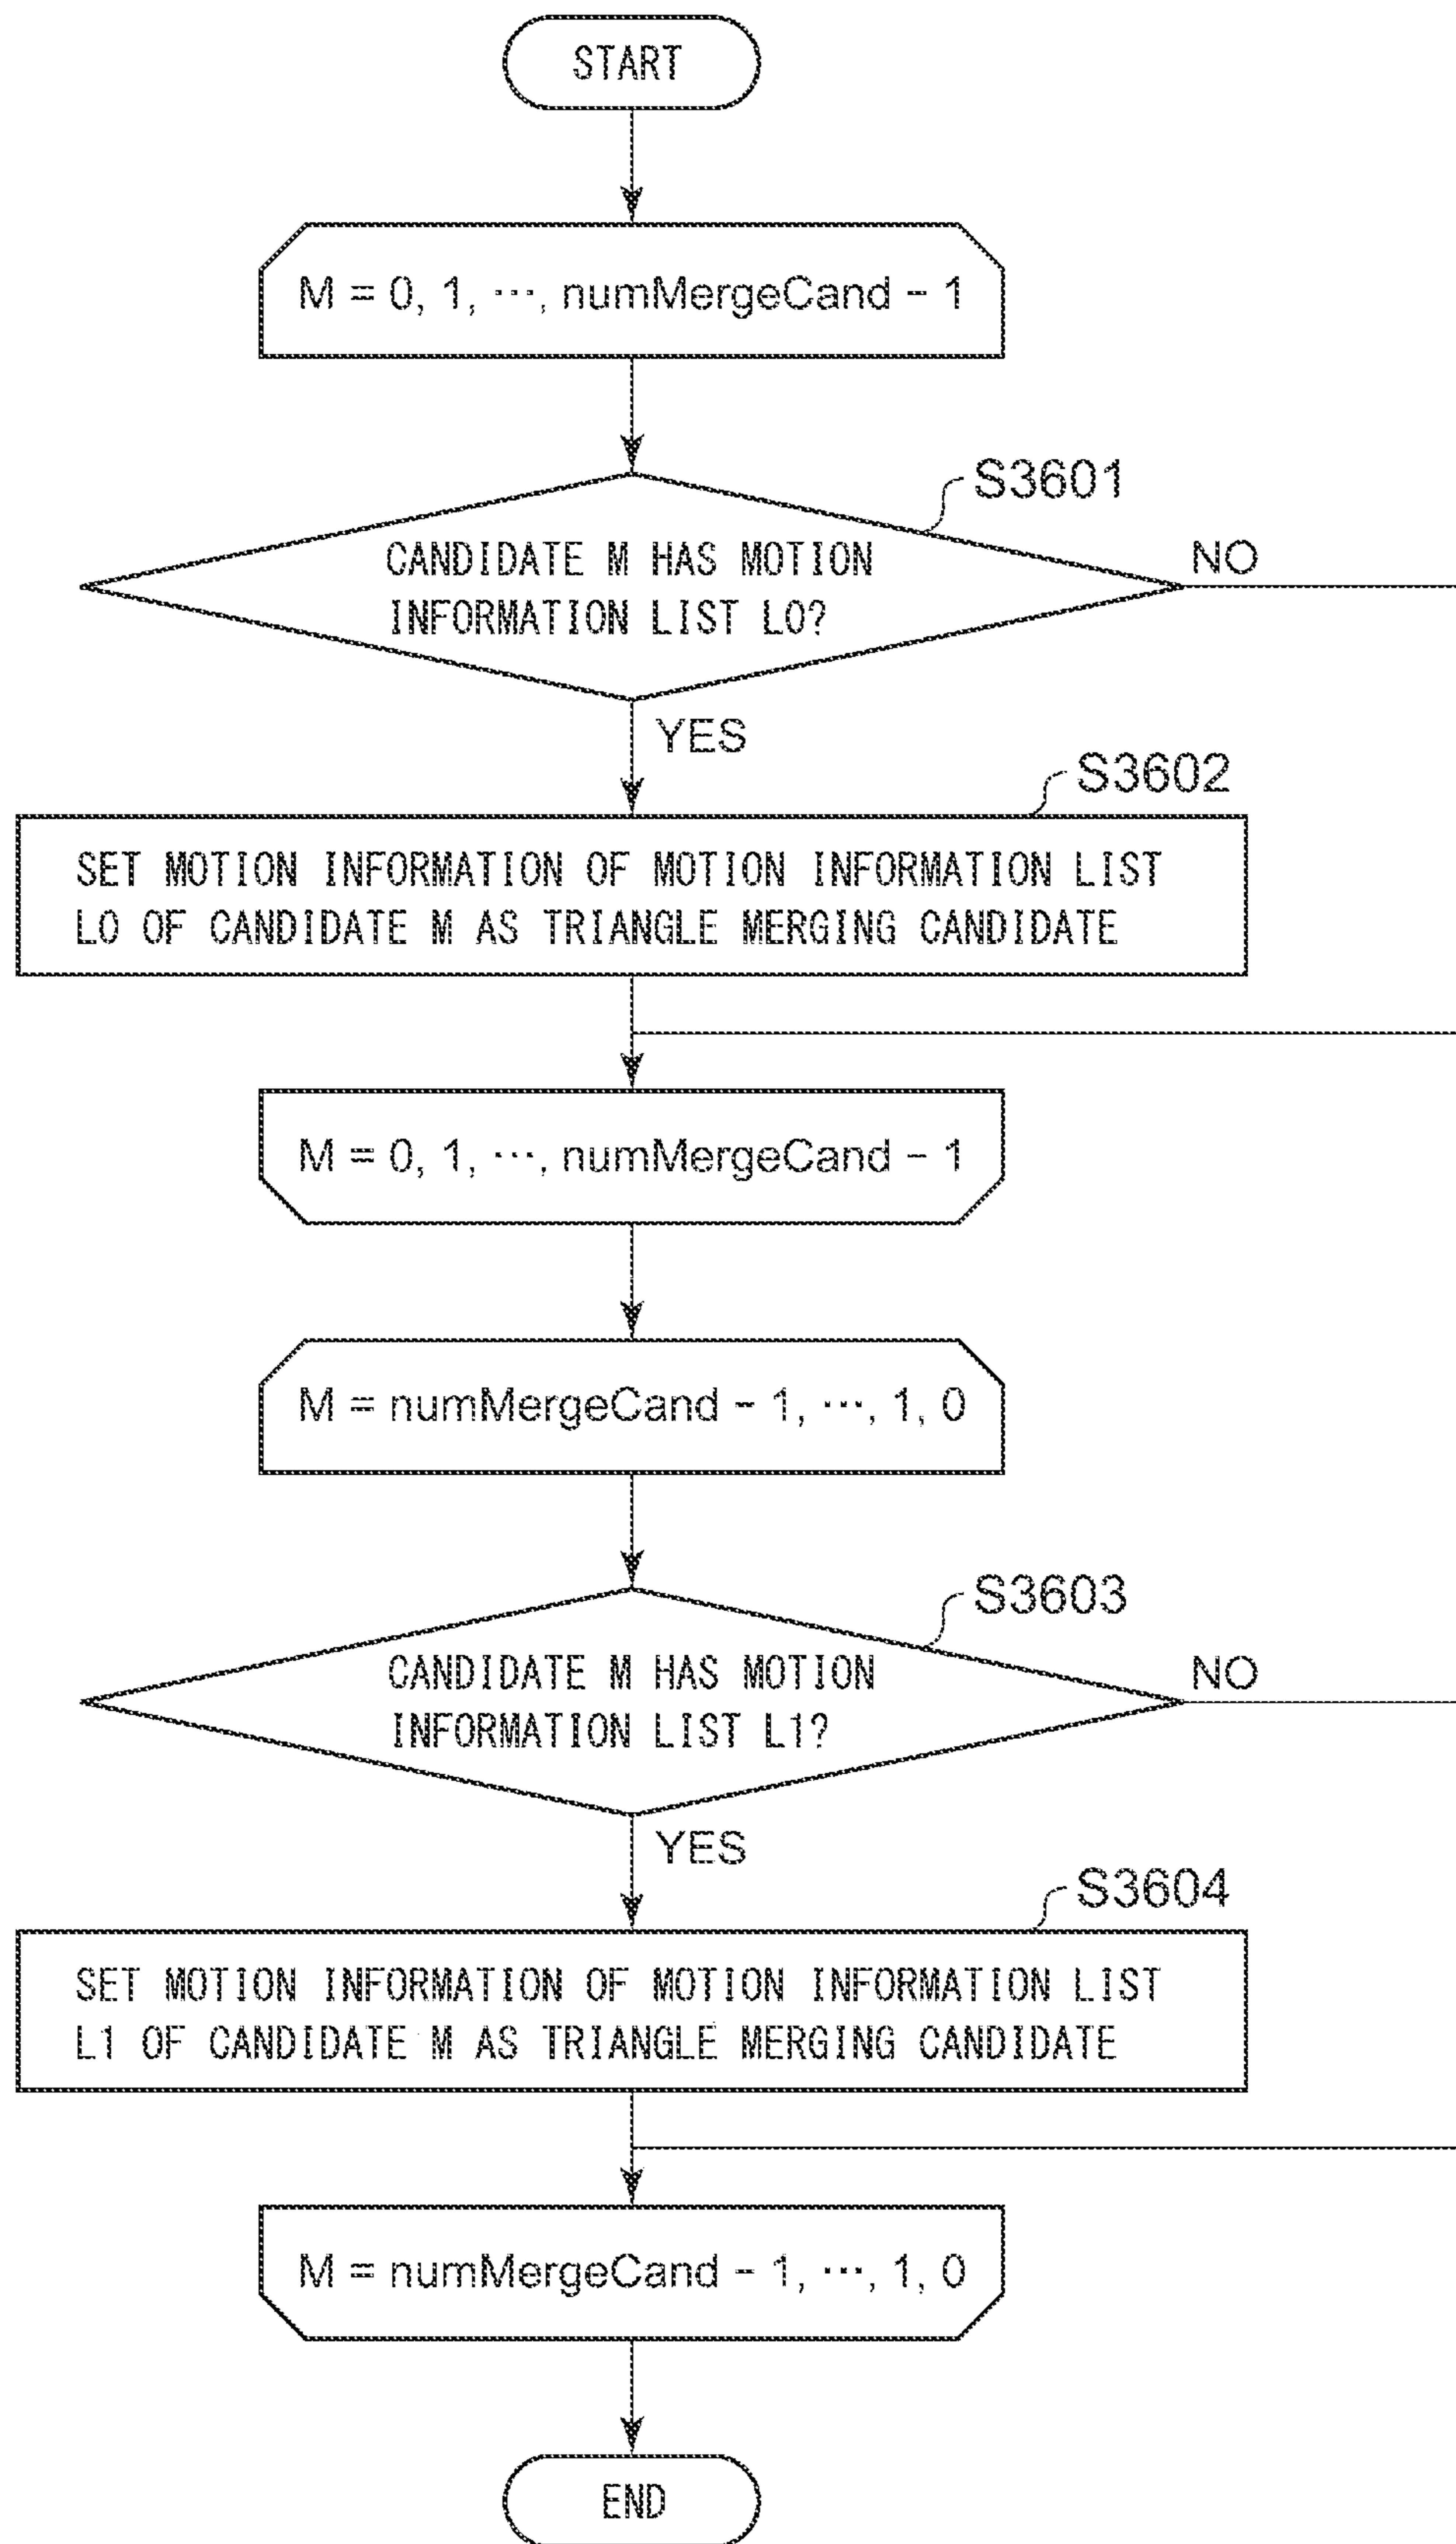 START
M = 0, 1, ···, numMergeCand − 1
S3601
CANDIDATE M HAS MOTION
INFORMATION LIST L0?
NO
YES
S3602
SET MOTION INFORMATION OF MOTION INFORMATION LIST
L0 OF CANDIDATE M AS TRIANGLE MERGING CANDIDATE
M = 0, 1, ···, numMergeCand − 1
M = numMergeCand − 1, ···, 1, 0
S3603
CANDIDATE M HAS MOTION
INFORMATION LIST L1?
NO
YES
S3604
SET MOTION INFORMATION OF MOTION INFORMATION LIST
L1 OF CANDIDATE M AS TRIANGLE MERGING CANDIDATE
M = numMergeCand − 1, ···, 1, 0
END